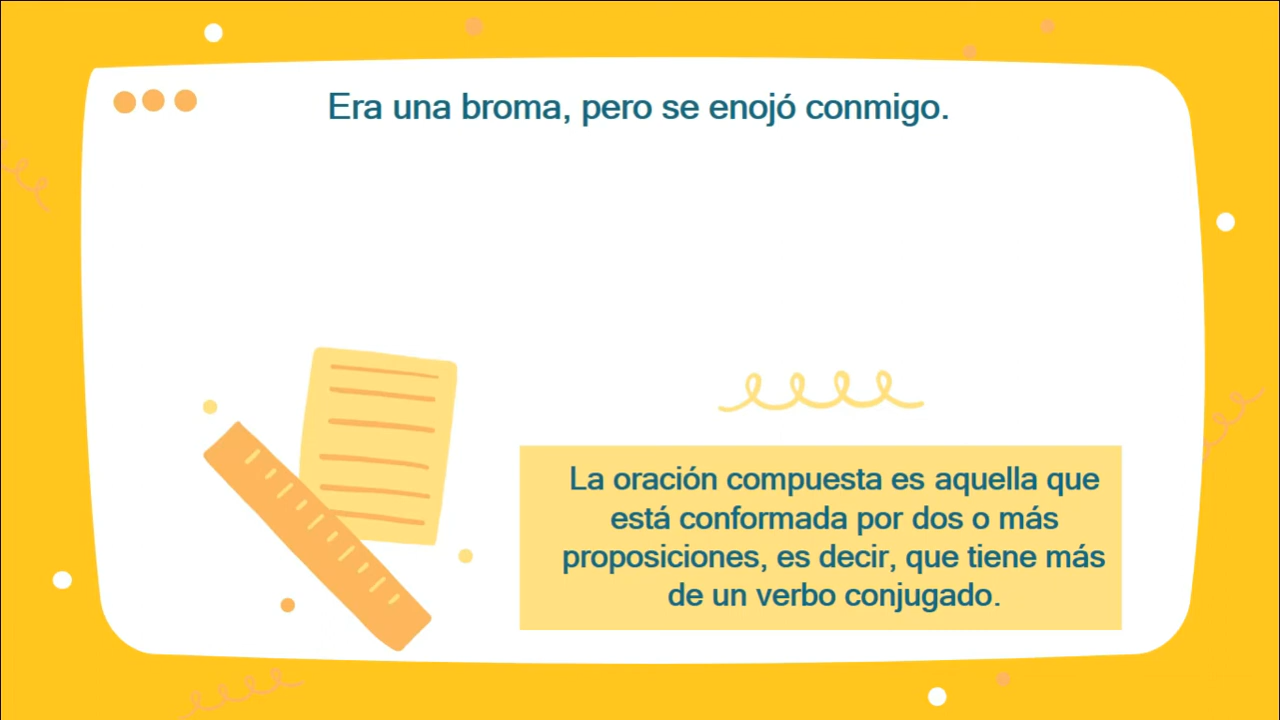 Era una broma, pero se enojó conmigo.
La oración compuesta es aquella que
está conformada por dos o más
proposiciones, es decir, que tiene más
de un verbo conjugado.